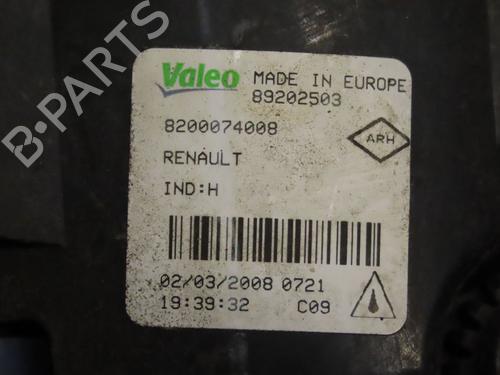 B-PARTS
Valeo MADE IN EUROPE
89202503
8200074008
ARH
RENAULT
IND:H
02/03/2008 0721
19:39:32 C09